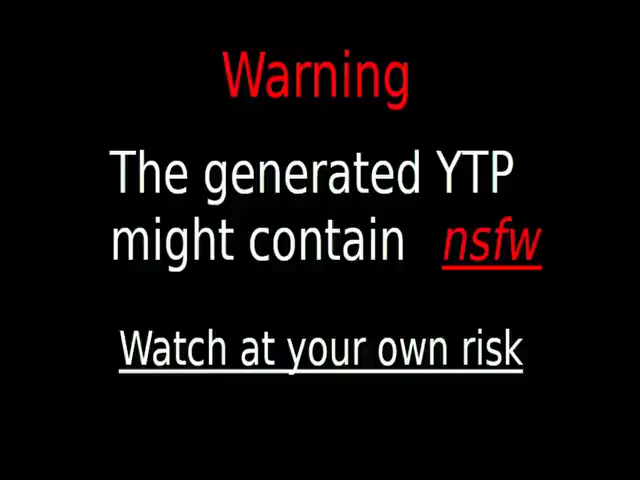 Warning
The generated YTP
might contain nsfw
Watch at your own risk